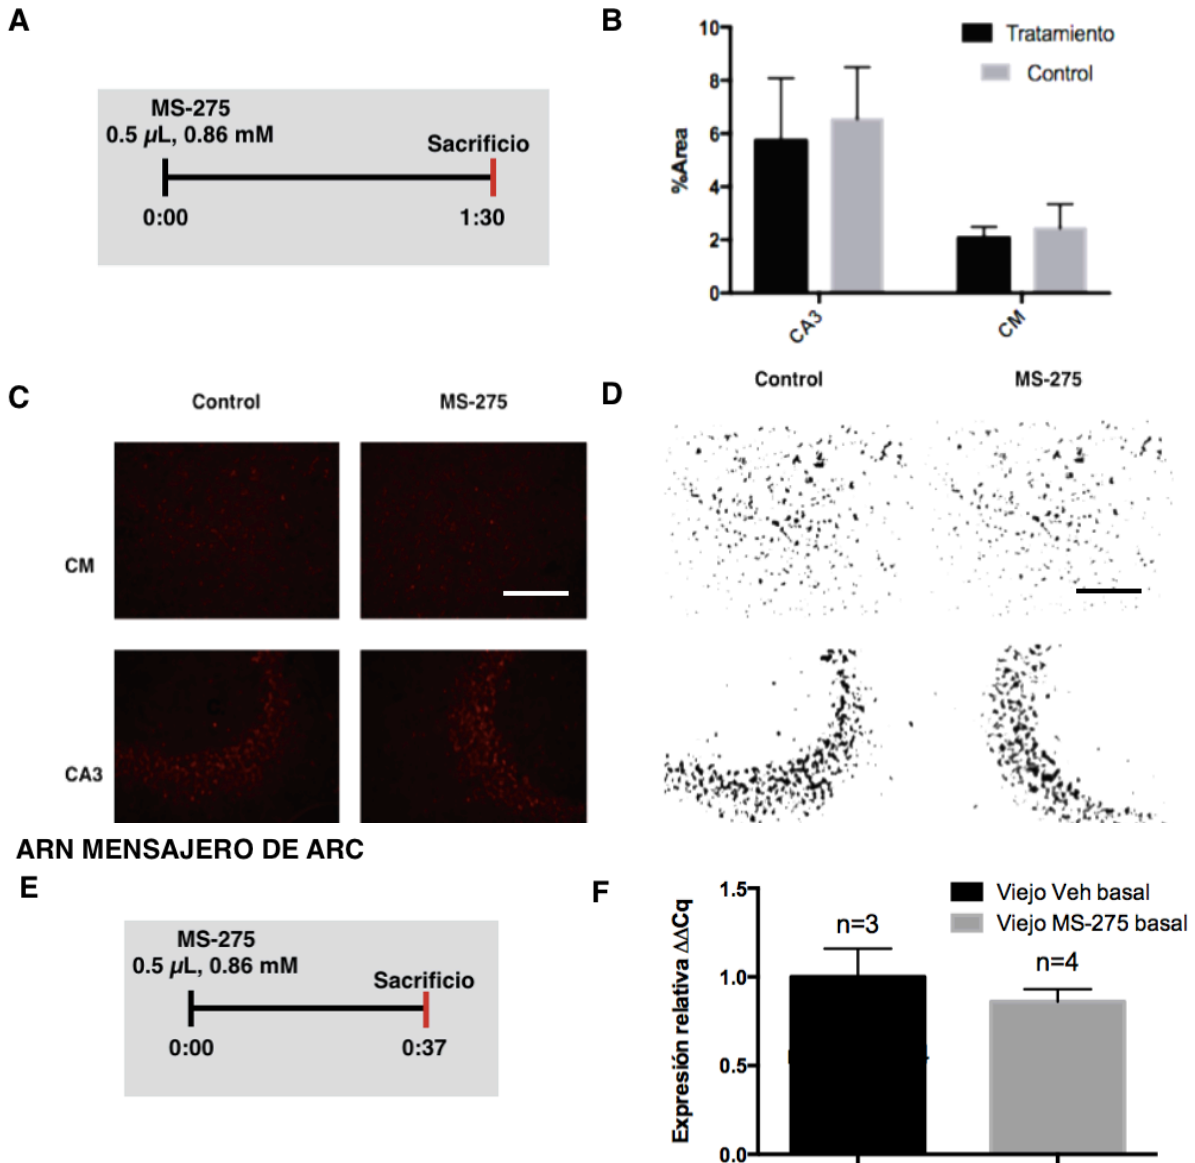 A
MS-275
0.5 µL, 0.86 mM
Sacrificio
0:00
1:30
B
10
8
6
4
2
0
%Area
Tratamiento
Control
CA3
CM
C
Control
MS-275
CM
CA3
D
Control
MS-275
ARN MENSAJERO DE ARC
E
MS-275
0.5 µL, 0.86 mM
Sacrificio
0:00
0:37
F
1.5
1.0
0.5
0.0
Expresión relativa ΔΔCq
n=3
n=4
Viejo Veh basal
Viejo MS-275 basal